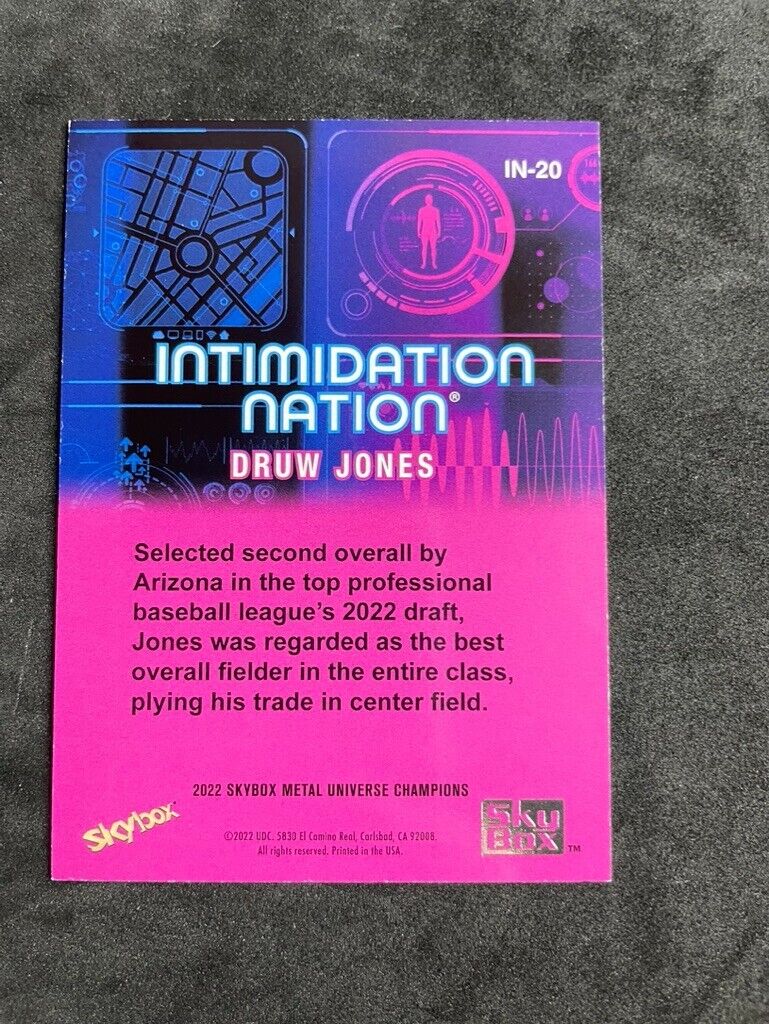 IN-20
INTIMIDATION
NATION®
DRUW JONES
Selected second overall by
Arizona in the top professional
baseball league's 2022 draft,
Jones was regarded as the best
overall fielder in the entire class,
plying his trade in center field.
2022 SKYBOX METAL UNIVERSE CHAMPIONS
skybox
©2022 UDC. 5830 El Camino Real, Carlsbad, CA 92008.
All rights reserved. Printed in the USA.
Sky
Box TM